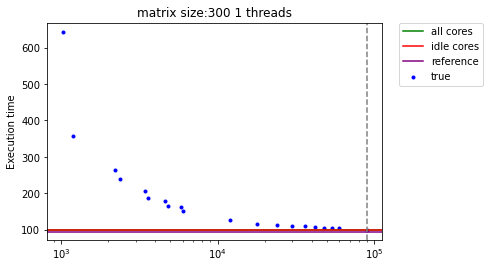 matrix size:300 1 threads
Execution time
600
500
400
300
200
100
10³
10⁴
10⁵
all cores
idle cores
reference
true